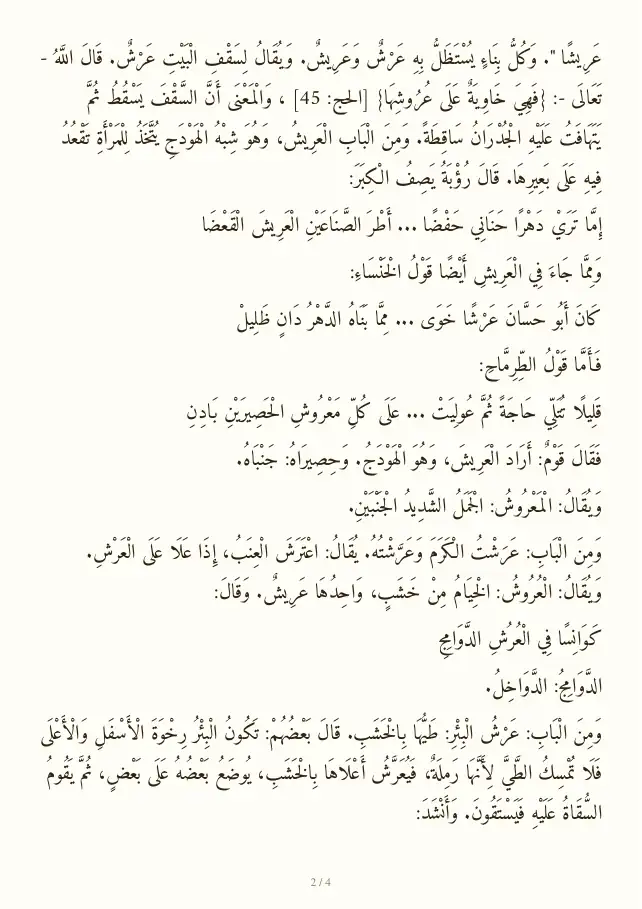 عَرِيشًا ". وَكُلُّ بِنَاءٍ يُسْتَظَلُّ بِهِ عَرْشٌ وَعَرِيشٌ. وَيُقَالُ لِسَقْفِ الْبَيْتِ عَرْشٌ. قَالَ اللَّهُ -
تَعَالَى -: {فَهِيَ خَاوِيَةٌ عَلَى عُرُوشِهَا} [الحج: 45] ، وَالْمَعْنَى أَنَّ السَّقْفَ يَسْقُطُ ثُمَّ
يَتَهَافَتُ عَلَيْهِ الْجُدْرَانُ سَاقِطَةً. وَمِنَ الْبَابِ الْعَرِيشُ، وَهُوَ شِبْهُ الْهَوْدَجِ يُتَّخَذُ لِلْمَرْأَةِ تَقْعُدُ
فِيهِ عَلَى بَعِيرِهَا. قَالَ رُؤْبَةُ يَصِفُ الْكِبَرَ:
إِمَّا تَرَيْ دَهْرًا حَنَانِي حَفْضًا ... أَطْرَ الصَّنَاعَيْنِ الْعَرِيشَ الْقَعْضَا
وَمِمَّا جَاءَ فِي الْعَرِيشِ أَيْضًا قَوْلُ الْخَنْسَاءِ:
كَانَ أَبُو حَسَّانَ عَرْشًا خَوَى ... مِمَّا بَنَاهُ الدَّهْرُ دَانٍ ظَلِيلْ
فَأَمَّا قَوْلُ الطِّرِمَّاحِ:
قَلِيلًا تُتَلِّي حَاجَةً ثُمَّ عُولِيَتْ ... عَلَى كُلِّ مَعْرُوشِ الْحَصِيرَيْنِ بَادِنِ
فَقَالَ قَوْمٌ: أَرَادَ الْعَرِيشَ، وَهُوَ الْهَوْدَجُ. وَحِصِيرَاهُ: جَنْبَاهُ.
وَيُقَالُ: الْمَعْرُوشُ: الْجَمَلُ الشَّدِيدُ الْجَنْبَيْنِ.
وَمِنَ الْبَابِ: عَرَشْتُ الْكَرْمَ وَعَرَّشْتُهُ. يُقَالُ: اعْتَرَشَ الْعِنَبُ، إِذَا عَلَا عَلَى الْعَرْشِ.
وَيُقَالُ: الْعُرُوشُ: الْخِيَامُ مِنْ خَشَبٍ، وَاحِدُهَا عَرِيشٌ. وَقَالَ:
كَوَانِسًا فِي الْعُرُشِ الدَّوَامِجِ
الدَّوَامِجُ: الدَّوَاخِلُ.
وَمِنَ الْبَابِ: عَرْشُ الْبِئْرِ: طَيُّهَا بِالْخَشَبِ. قَالَ بَعْضُهُمْ: تَكُونُ الْبِئْرُ رِخْوَةَ الْأَسْفَلِ وَالْأَعْلَى
فَلَا تُمْسِكُ الطَّيَّ لِأَنَّهَا رَمِلَةٌ، فَيُعَرَّشُ أَعْلَاهَا بِالْخَشَبِ، يُوضَعُ بَعْضُهُ عَلَى بَعْضٍ، ثُمَّ يَقُومُ
السُّقَاةُ عَلَيْهِ فَيَسْتَقُونَ. وَأَنْشَدَ:
2 / 4